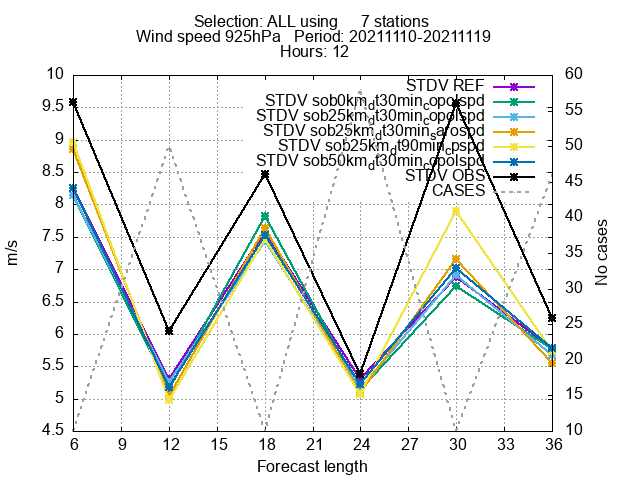 Selection: ALL using 7 stations
Wind speed 925hPa Period: 20211110-20211119
Hours: 12
STDV REF
STDV sob0km_dt30min_copolspd
STDV sob25km_dt30min_copolspd
STDV sob25km_dt30min_sarospd
STDV sob25km_dt90min_cpspd
STDV sob50km_dt30min_copolspd
STDV OBS
CASES
10
9.5
9
8.5
8
7.5
7
6.5
6
5.5
5
4.5
m/s
60
55
50
45
40
35
30
25
20
15
10
No cases
6 9 12 15 18 21 24 27 30 33 36
Forecast length